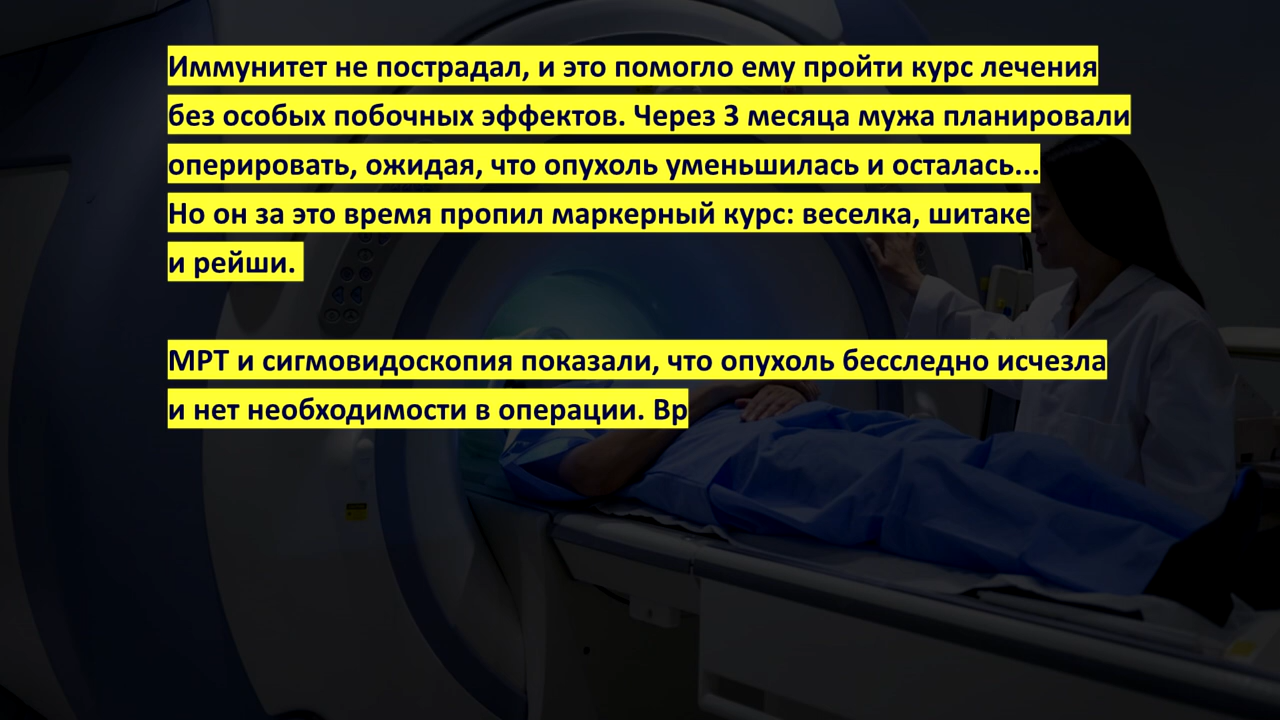 Иммунитет не пострадал, и это помогло ему пройти курс лечения
без особых побочных эффектов. Через 3 месяца мужа планировали
оперировать, ожидая, что опухоль уменьшилась и осталась...
Но он за это время пропил маркерный курс: веселка, шитаке
и рейши.
МРТ и сигмовидоскопия показали, что опухоль бесследно исчезла
и нет необходимости в операции. Вр